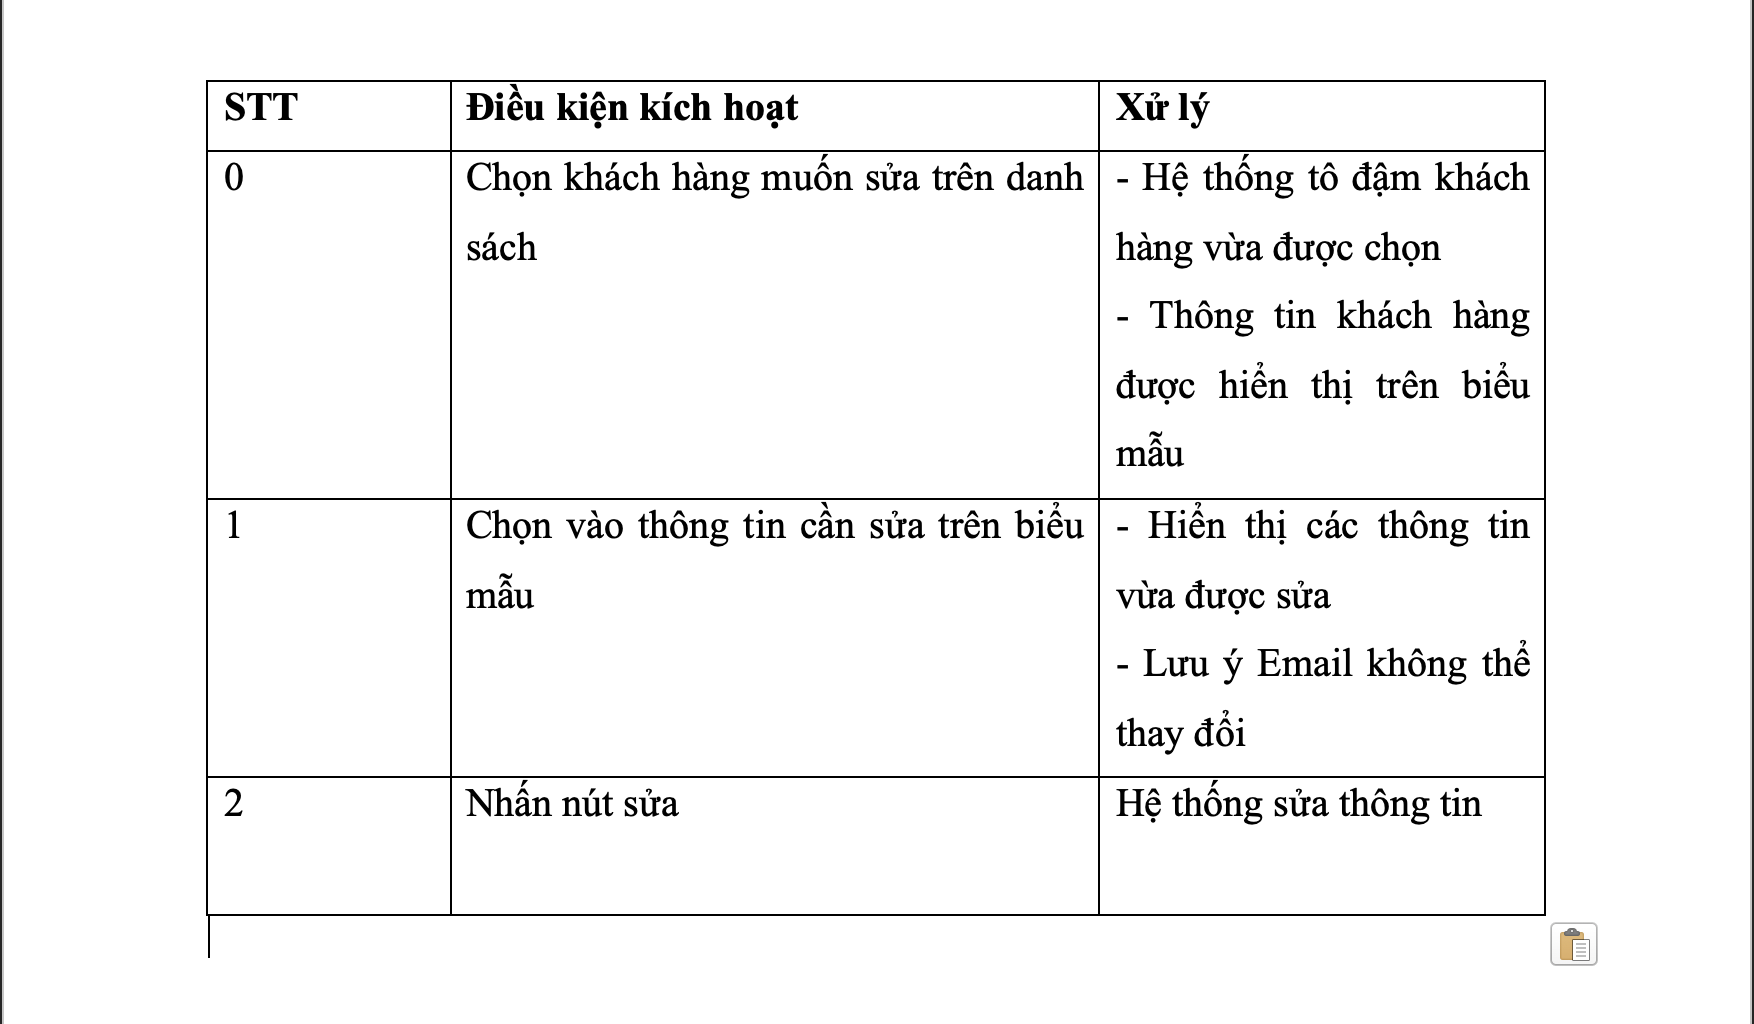 STT Điều kiện kích hoạt Xử lý
0 Chọn khách hàng muốn sửa trên danh - Hệ thống tô đậm khách
sách hàng vừa được chọn
- Thông tin khách hàng
được hiển thị trên biểu
mẫu
1 Chọn vào thông tin cần sửa trên biểu - Hiển thị các thông tin
mẫu vừa được sửa
- Lưu ý Email không thể
thay đổi
2 Nhấn nút sửa Hệ thống sửa thông tin